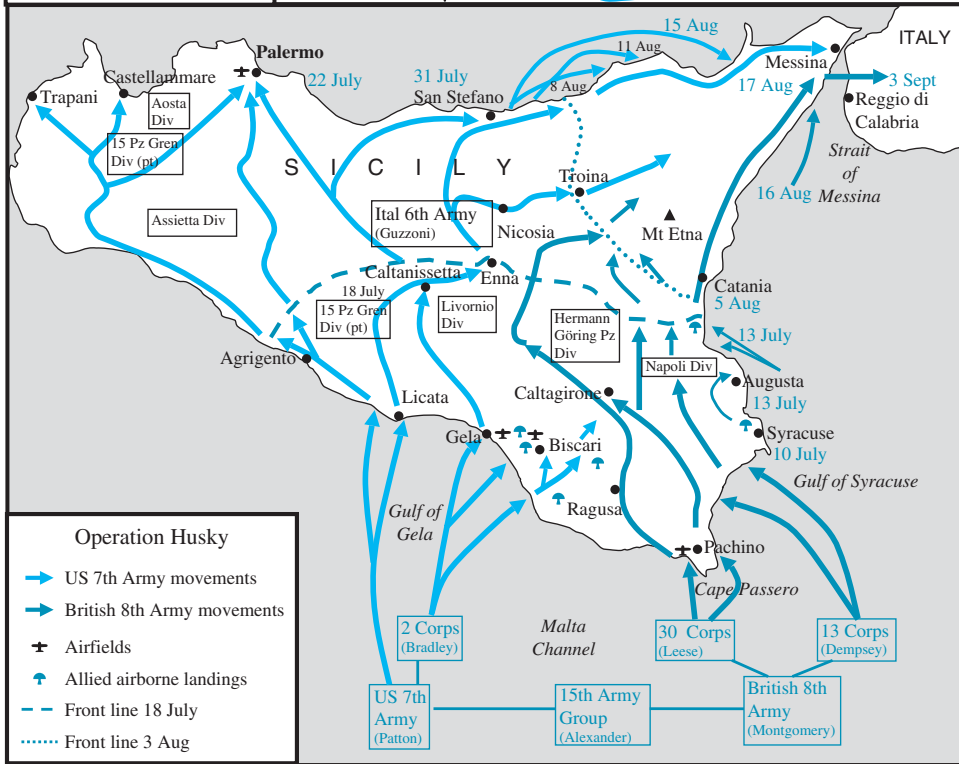 15 Aug
ITALY
11 Aug
Palermo
Messina
Castellammare
22 July
31 July
8 Aug
17 Aug
3 Sept
Trapani
San Stefano
Reggio di
Calabria
Aosta
Div
15 Pz Gren
Div (pt)
SICILY
Strait
of
Messina
Troina
16 Aug
Assietta Div
Ital 6th Army
(Guzzoni)
Nicosia
Mt Etna
Caltanissetta
Enna
Catania
5 Aug
18 July
15 Pz Gren
Div (pt)
Livornio
Div
Hermann
Göring Pz
Div
13 July
Agrigento
Napoli Div
Augusta
13 July
Caltagirone
Licata
Gela
Biscari
Syracuse
10 July
Gulf of Syracuse
Ragusa
Gulf of
Gela
Pachino
Cape Passero
Operation Husky
US 7th Army movements
British 8th Army movements
Airfields
Allied airborne landings
Front line 18 July
Front line 3 Aug
2 Corps
(Bradley)
Malta
Channel
30 Corps
(Leese)
13 Corps
(Dempsey)
US 7th
Army
(Patton)
15th Army
Group
(Alexander)
British 8th
Army
(Montgomery)